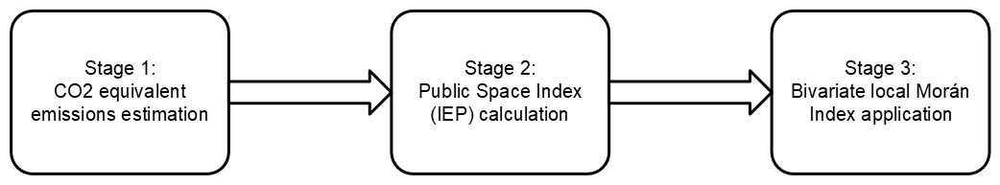 Stage 1:
CO2 equivalent
emissions estimation
Stage 2:
Public Space Index
(IEP) calculation
Stage 3:
Bivariate local Morán
Index application